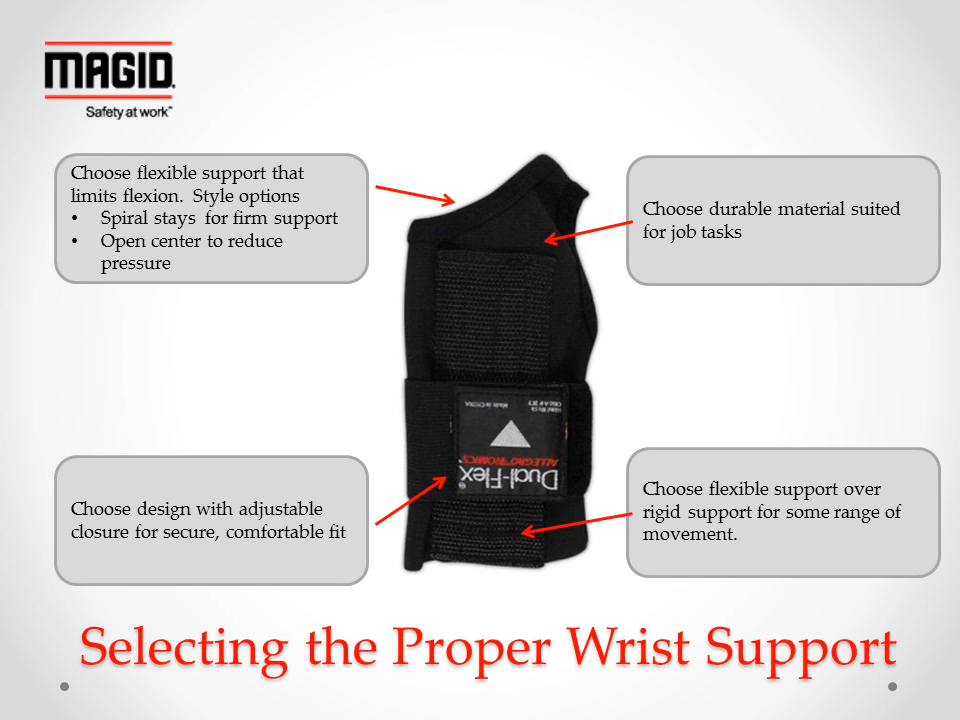 MAGID
Safety at work™
Choose flexible support that
limits flexion. Style options
• Spiral stays for firm support
• Open center to reduce
pressure
Choose durable material suited
for job tasks
Made in CHINA
ALLEGRO
Dual-Flex®
Choose design with adjustable
closure for secure, comfortable fit
Choose flexible support over
rigid support for some range of
movement.
Selecting the Proper Wrist Support